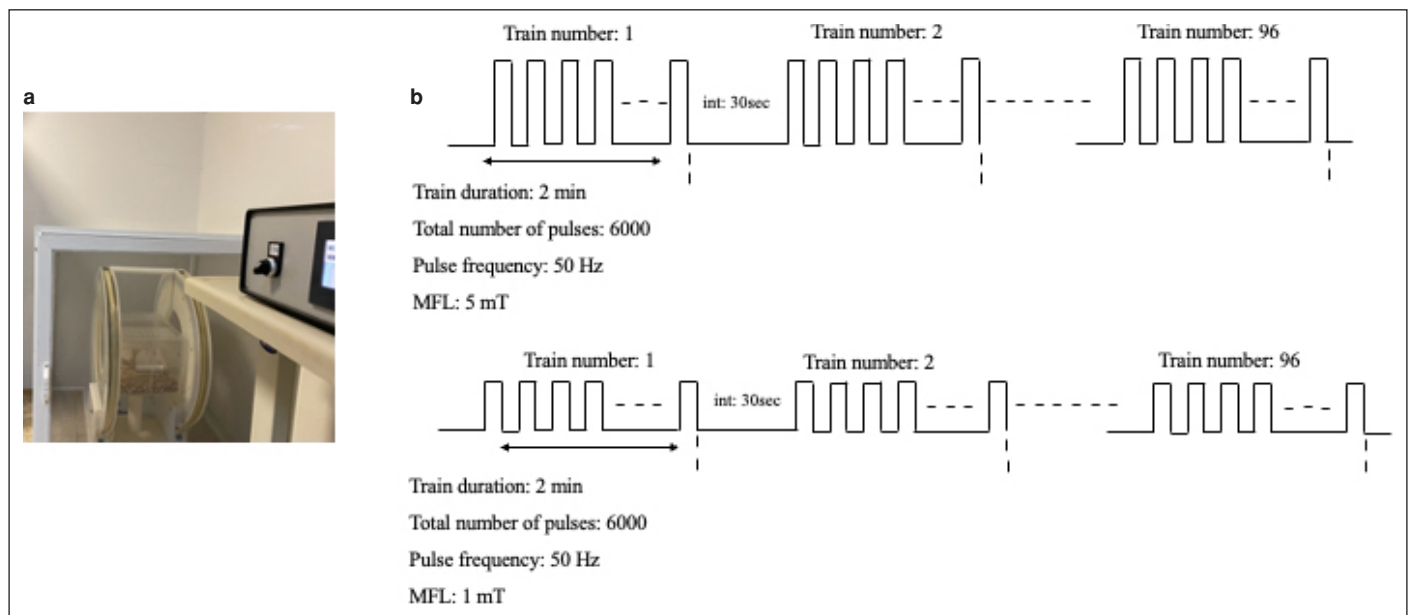 a
b
Train number: 1
Train number: 2
Train number: 96
int: 30sec
Train duration: 2 min
Total number of pulses: 6000
Pulse frequency: 50 Hz
MFL: 5 mT
Train number: 1
Train number: 2
Train number: 96
int: 30sec
Train duration: 2 min
Total number of pulses: 6000
Pulse frequency: 50 Hz
MFL: 1 mT